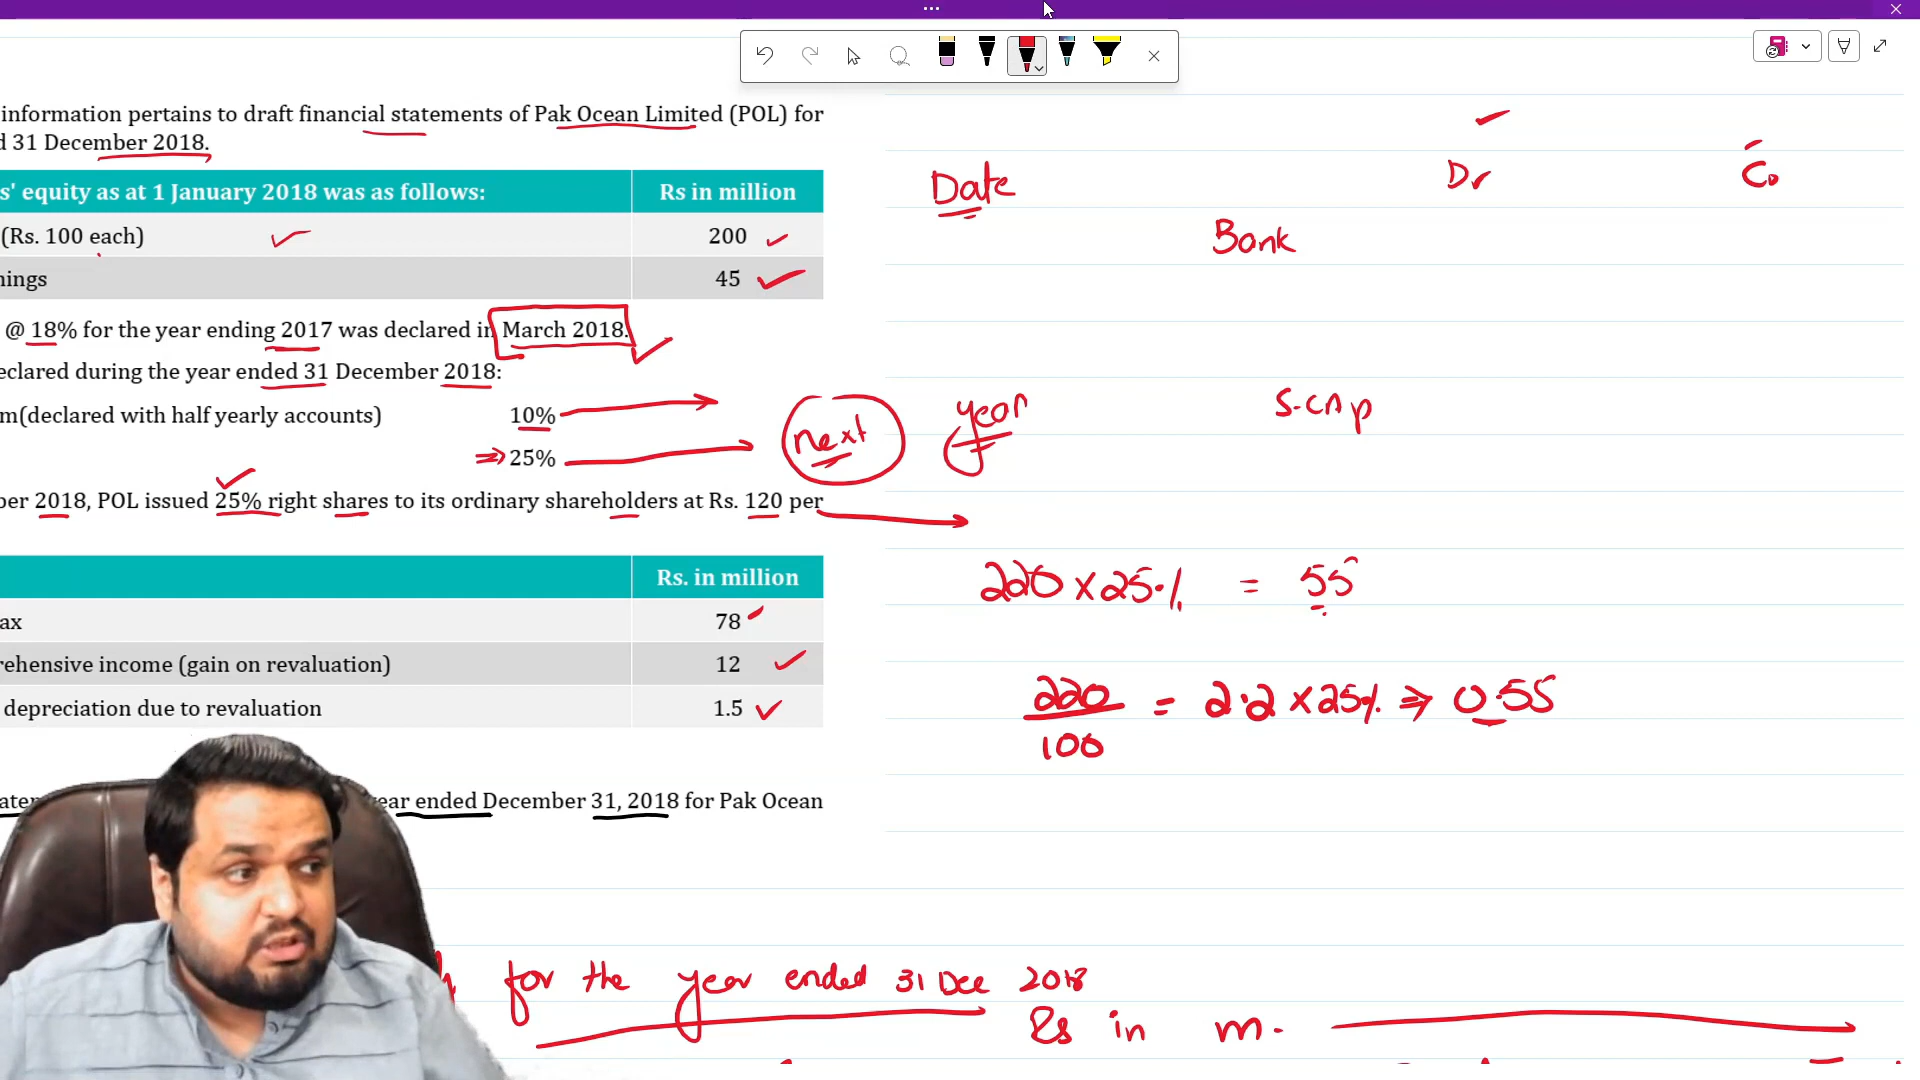 information pertains to draft financial statements of Pak Ocean Limited (POL) for
d 31 December 2018.
s' equity as at 1 January 2018 was as follows: Rs in million
(Rs. 100 each) 200
nings 45
@ 18% for the year ending 2017 was declared in March 2018.
eclared during the year ended 31 December 2018:
m(declared with half yearly accounts) 10%
25%
ber 2018, POL issued 25% right shares to its ordinary shareholders at Rs. 120 per
Rs. in million
ax 78
rehensive income (gain on revaluation) 12
depreciation due to revaluation 1.5
year ended December 31, 2018 for Pak Ocean
Date Dr Cr
Bank
next year
S.cap
220 x 25% = 55
220/100 = 2.2 x 25% ⇒ 0.55
for the year ended 31 Dec 2018
Rs in m.